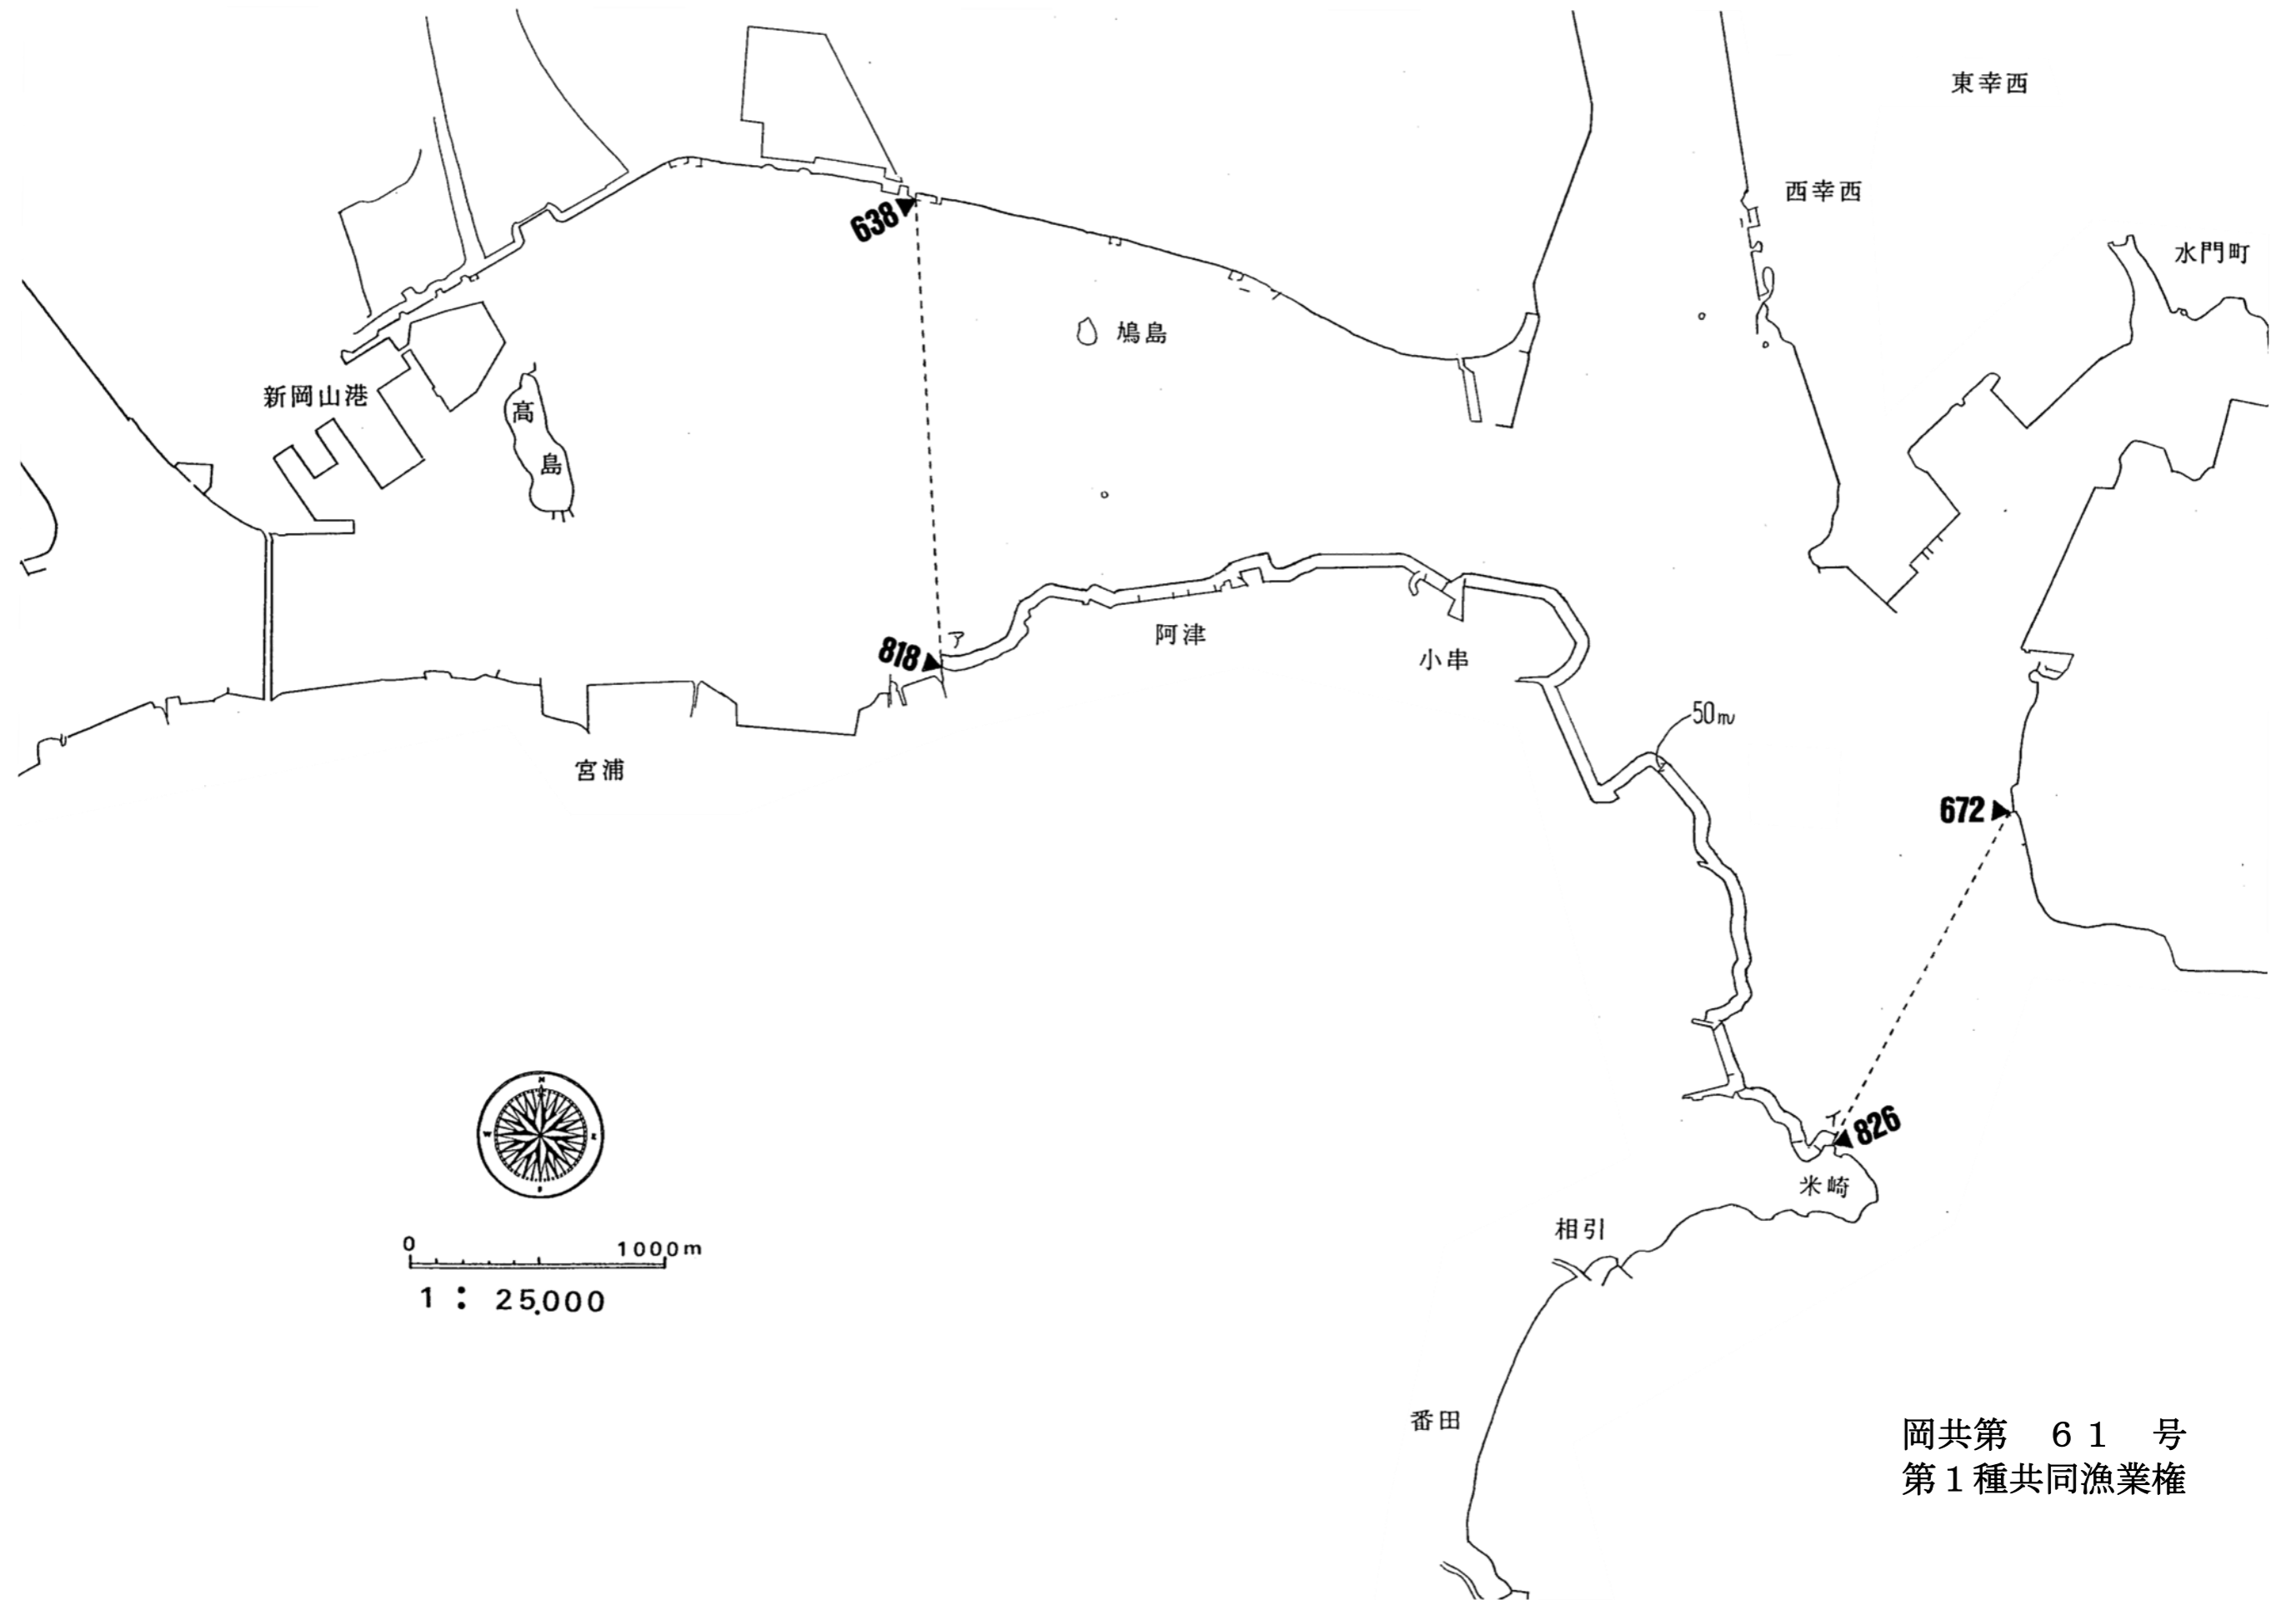 東幸西
西幸西
638
水門町
鳩島
新岡山港
高
島
ア
818
阿津
小串
50m
宮浦
672
N
W
E
S
イ
826
米崎
相引
0 1000m
1 : 25,000
番田
岡共第 61 号
第1種共同漁業権